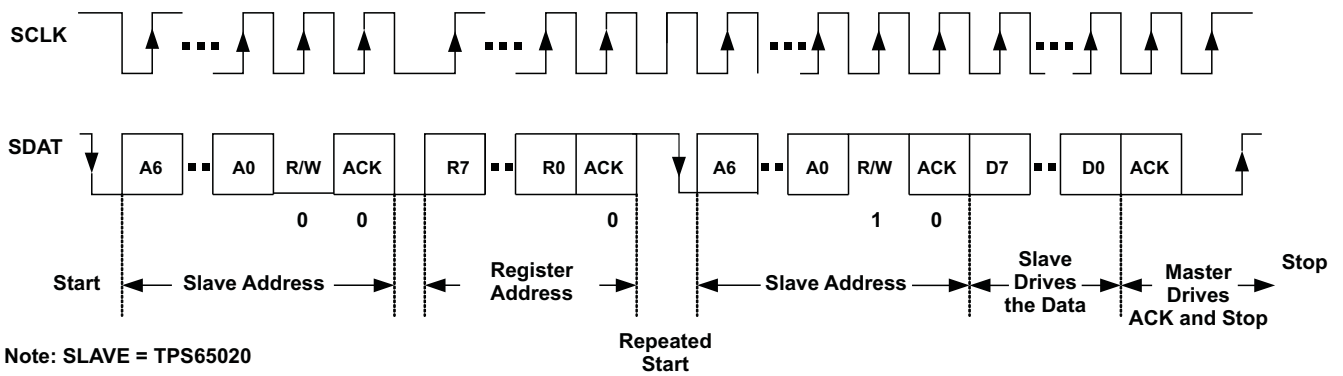 SCLK
SDAT
A6 A0 R/W ACK R7 R0 ACK A6 A0 R/W ACK D7 D0 ACK
0 0 0 1 0
Start
Slave Address
Register
Address
Repeated
Start
Slave Address
Slave
Drives
the Data
Master
Drives
ACK and Stop
Stop
Note: SLAVE = TPS65020